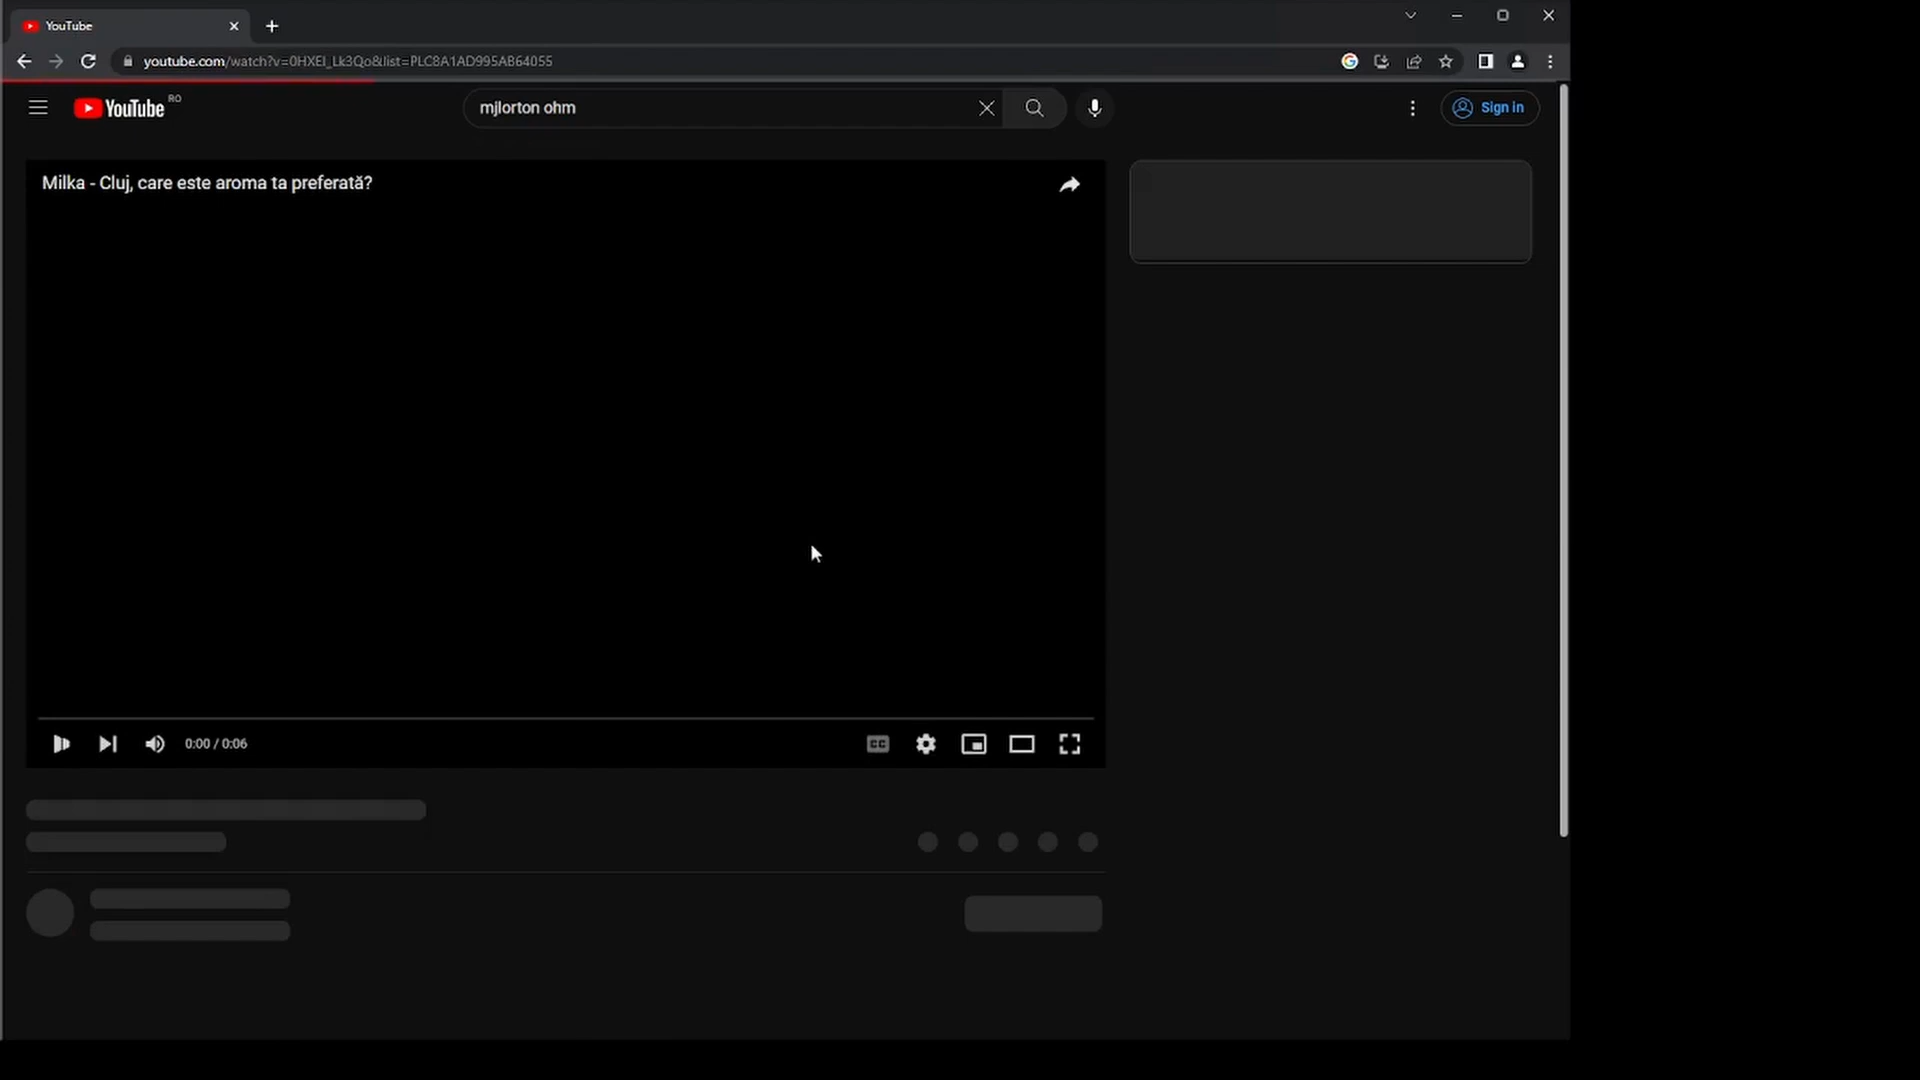 YouTube
youtube.com/watch?v=0HXEI_Lk3Qo&list=PLC8A1AD995AB64055
YouTube RO
mjlorton ohm
Sign in
Milka - Cluj, care este aroma ta preferată?
0:00 / 0:06
CC